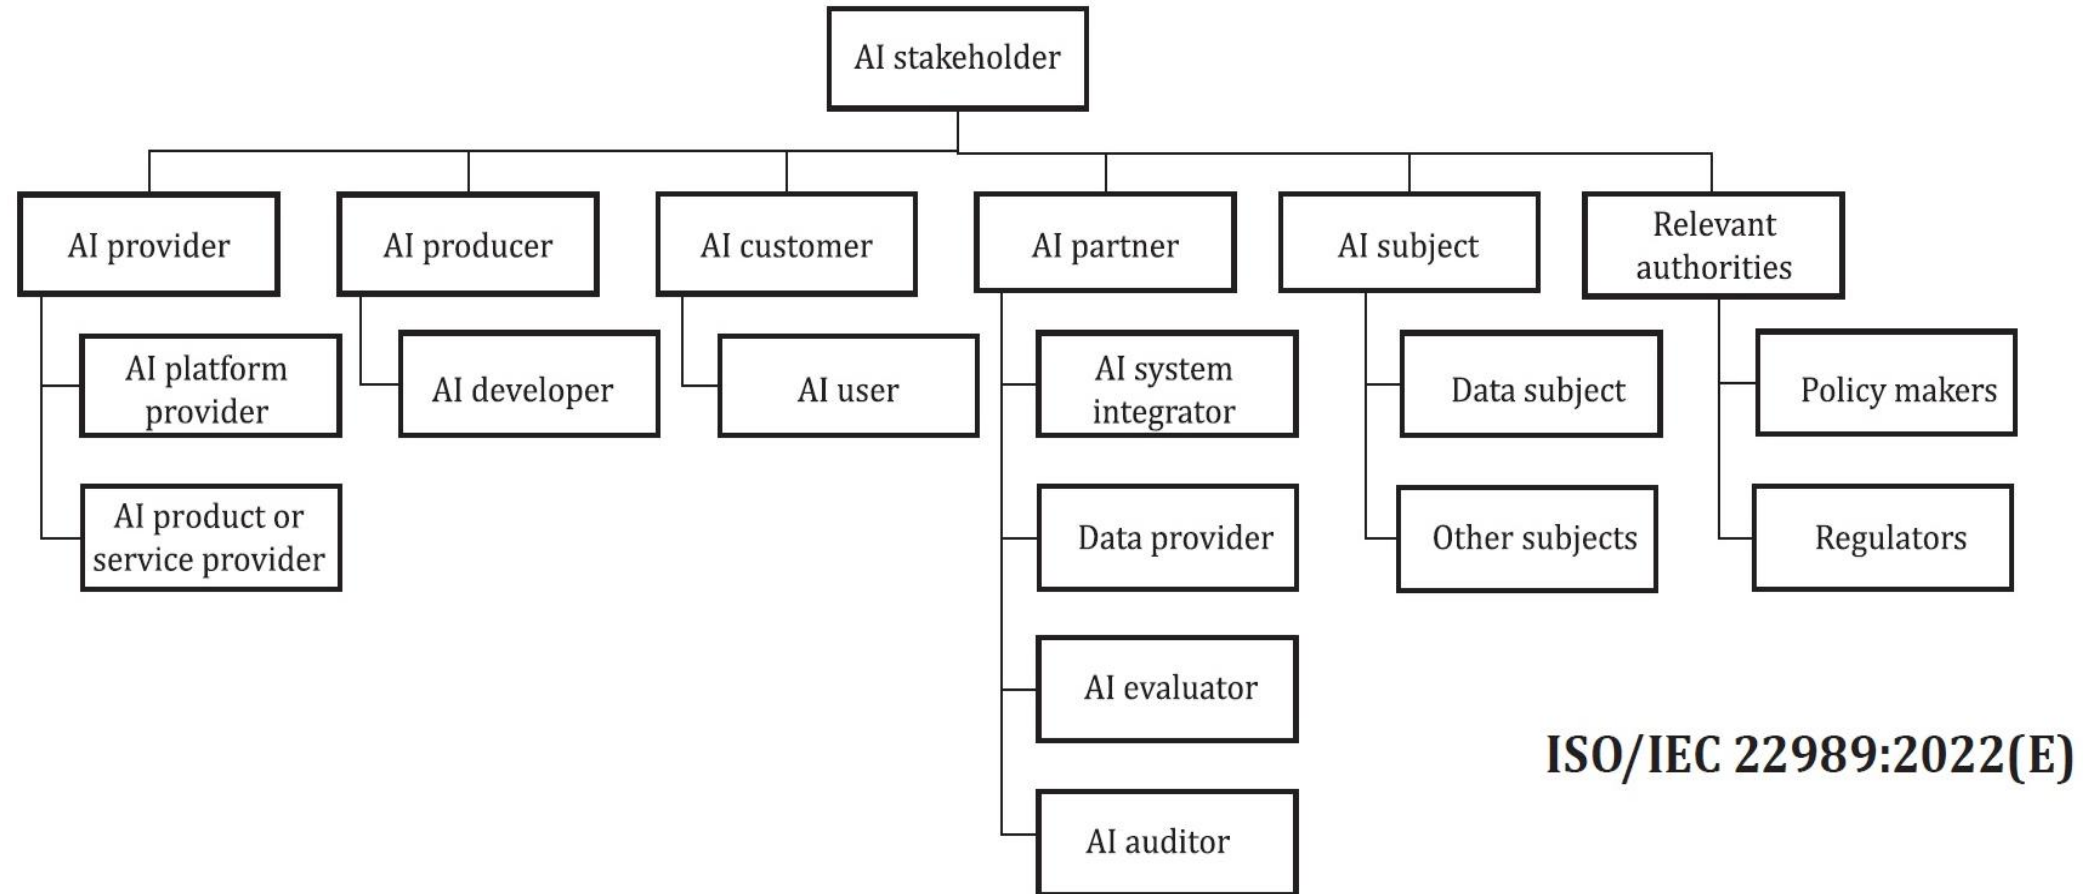 AI stakeholder
AI provider
AI producer
AI customer
AI partner
AI subject
Relevant
authorities
AI platform
provider
AI developer
AI user
AI system
integrator
Data subject
Policy makers
AI product or
service provider
Data provider
Other subjects
Regulators
AI evaluator
ISO/IEC 22989:2022(E)
AI auditor